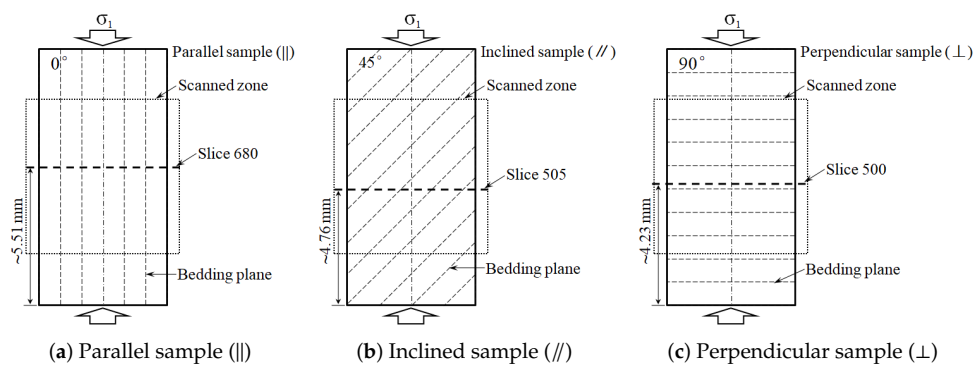 σ₁
Parallel sample (||)
0°
Scanned zone
Slice 680
~5.51 mm
Bedding plane
(a) Parallel sample (||)
σ₁
Inclined sample (//)
45°
Scanned zone
Slice 505
~4.76 mm
Bedding plane
(b) Inclined sample (//)
σ₁
Perpendicular sample (⊥)
90°
Scanned zone
Slice 500
~4.23 mm
Bedding plane
(c) Perpendicular sample (⊥)